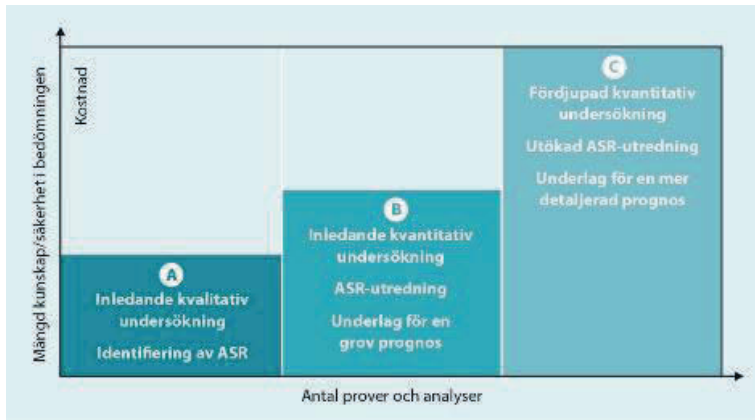 Mängd kunskap/säkerhet i bedömningen
Kostnad
A
Inledande kvalitativ
undersökning
Identifiering av ASR
B
Inledande kvantitativ
undersökning
ASR-utredning
Underlag för en
grov prognos
C
Fördjupad kvantitativ
undersökning
Utökad ASR-utredning
Underlag för en mer
detaljerad prognos
Antal prover och analyser